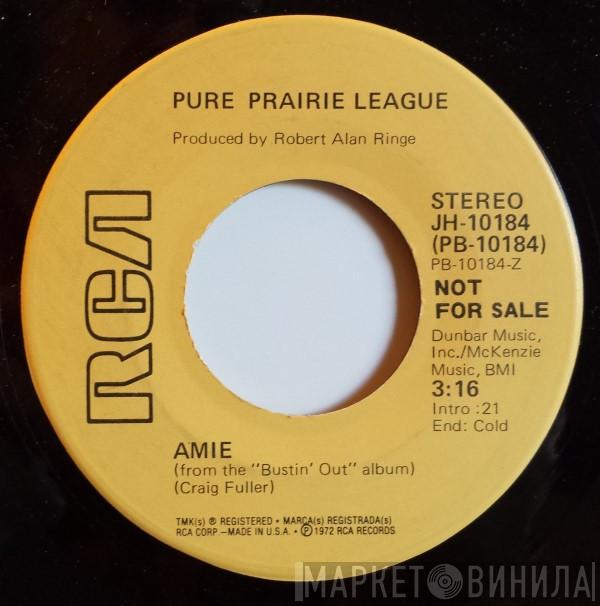 PURE PRAIRIE LEAGUE
Produced by Robert Alan Ringe
RCA
STEREO
JH-10184
(PB-10184)
PB-10184-Z
NOT
FOR SALE
Dunbar Music,
Inc./McKenzie
Music, BMI
3:16
Intro :21
End: Cold
AMIE
(from the "Bustin' Out" album)
(Craig Fuller)
TMK(s) ® REGISTERED • MARCA(s) REGISTRADA(s)
RCA CORP.—MADE IN U.S.A. • ℗ 1972 RCA RECORDS
МАРКЕТ ВИНИЛА